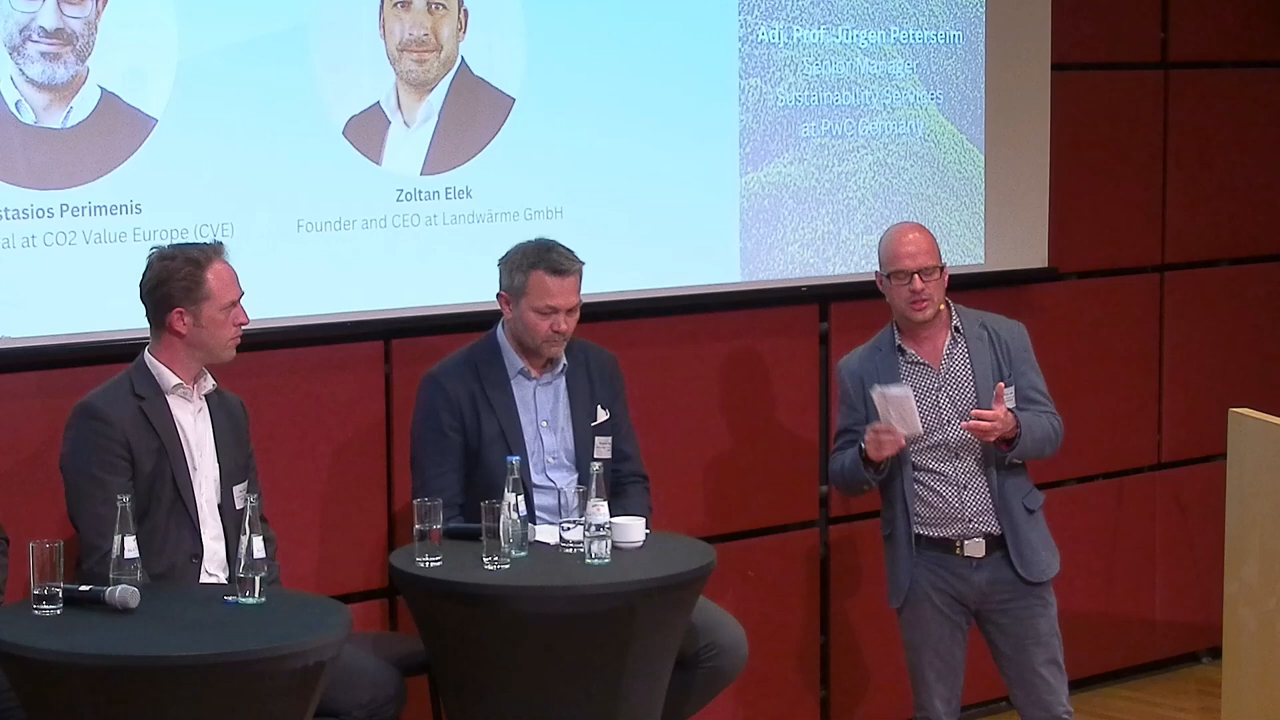 stasios Perimenis
al at CO2 Value Europe (CVE)
Zoltan Elek
Founder and CEO at Landwärme GmbH
Adj. Prof. Jürgen Peterseim
Senior Manager
Sustainability Services
at PwC Germany